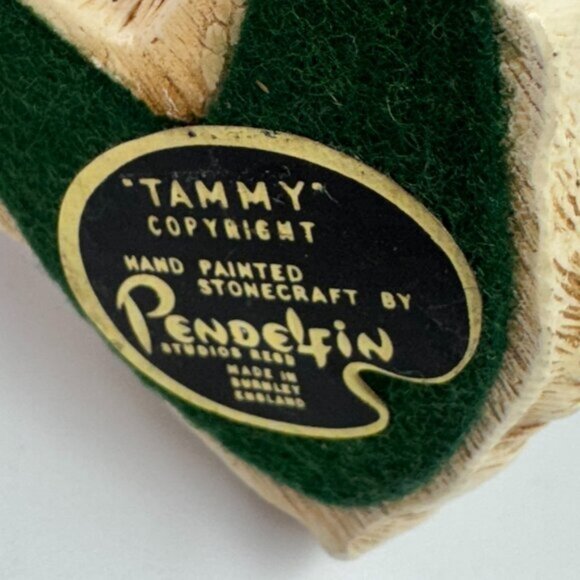 "TAMMY"
COPYRIGHT
HAND PAINTED
STONECRAFT BY
PENDELFIN
STUDIOS REGD
MADE IN
BURNLEY
ENGLAND